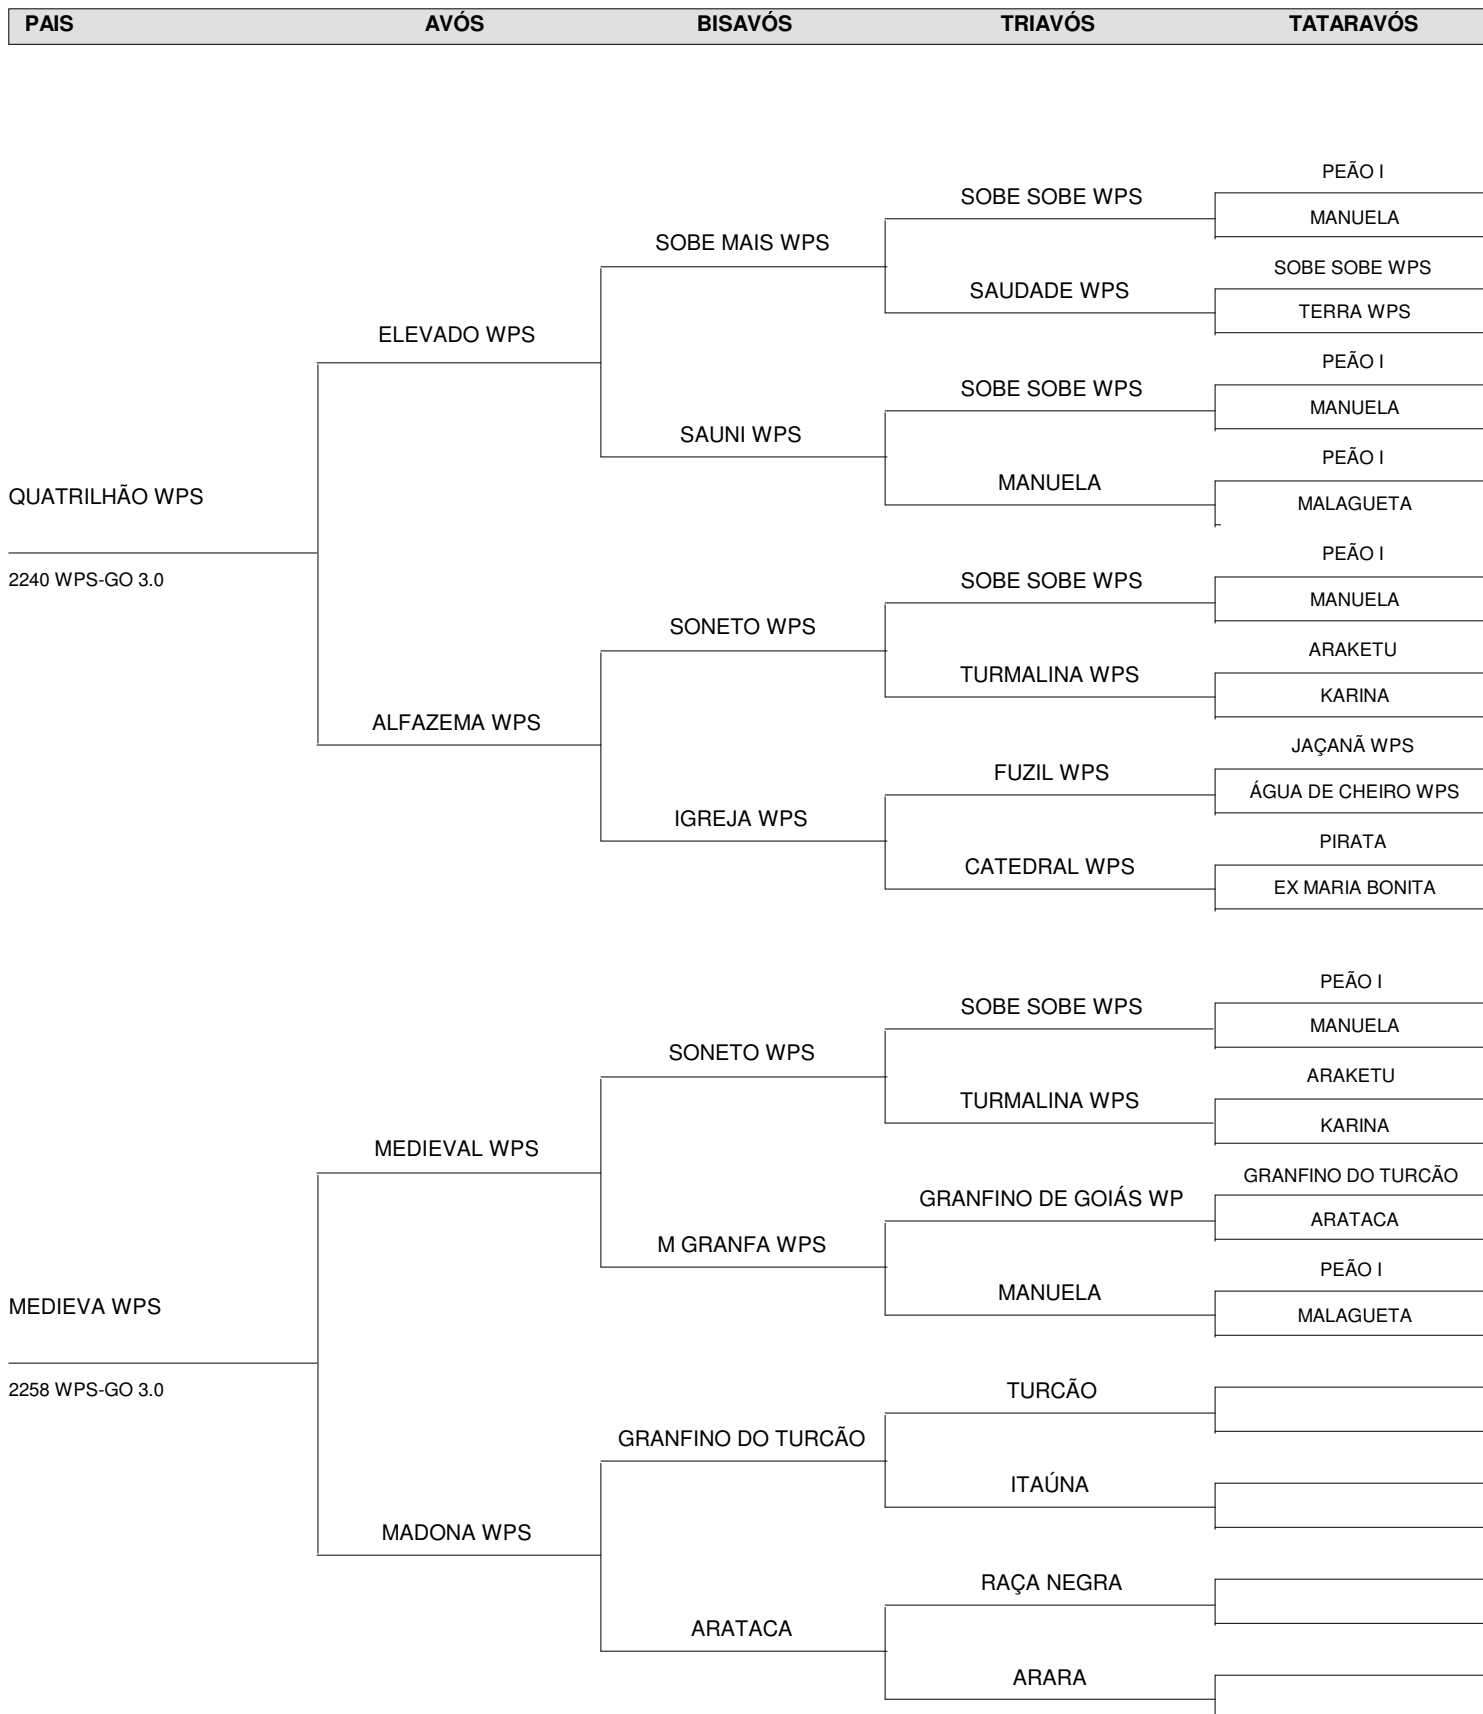 PAIS AVÓS BISAVÓS TRIAVÓS TATARAVÓS
PEÃO I
SOBE SOBE WPS
MANUELA
SOBE MAIS WPS
SOBE SOBE WPS
SAUDADE WPS
TERRA WPS
ELEVADO WPS
PEÃO I
SOBE SOBE WPS
MANUELA
SAUNI WPS
PEÃO I
MANUELA
MALAGUETA
QUATRILHÃO WPS
2240 WPS-GO 3.0
PEÃO I
SOBE SOBE WPS
MANUELA
SONETO WPS
ARAKETU
TURMALINA WPS
KARINA
ALFAZEMA WPS
JAÇANÃ WPS
FUZIL WPS
ÁGUA DE CHEIRO WPS
IGREJA WPS
PIRATA
CATEDRAL WPS
EX MARIA BONITA
PEÃO I
SOBE SOBE WPS
MANUELA
SONETO WPS
ARAKETU
TURMALINA WPS
KARINA
MEDIEVAL WPS
GRANFINO DO TURCÃO
GRANFINO DE GOIÁS WP
ARATACA
M GRANFA WPS
PEÃO I
MANUELA
MALAGUETA
MEDIEVA WPS
2258 WPS-GO 3.0
TURCÃO
GRANFINO DO TURCÃO
ITAÚNA
MADONA WPS
RAÇA NEGRA
ARATACA
ARARA